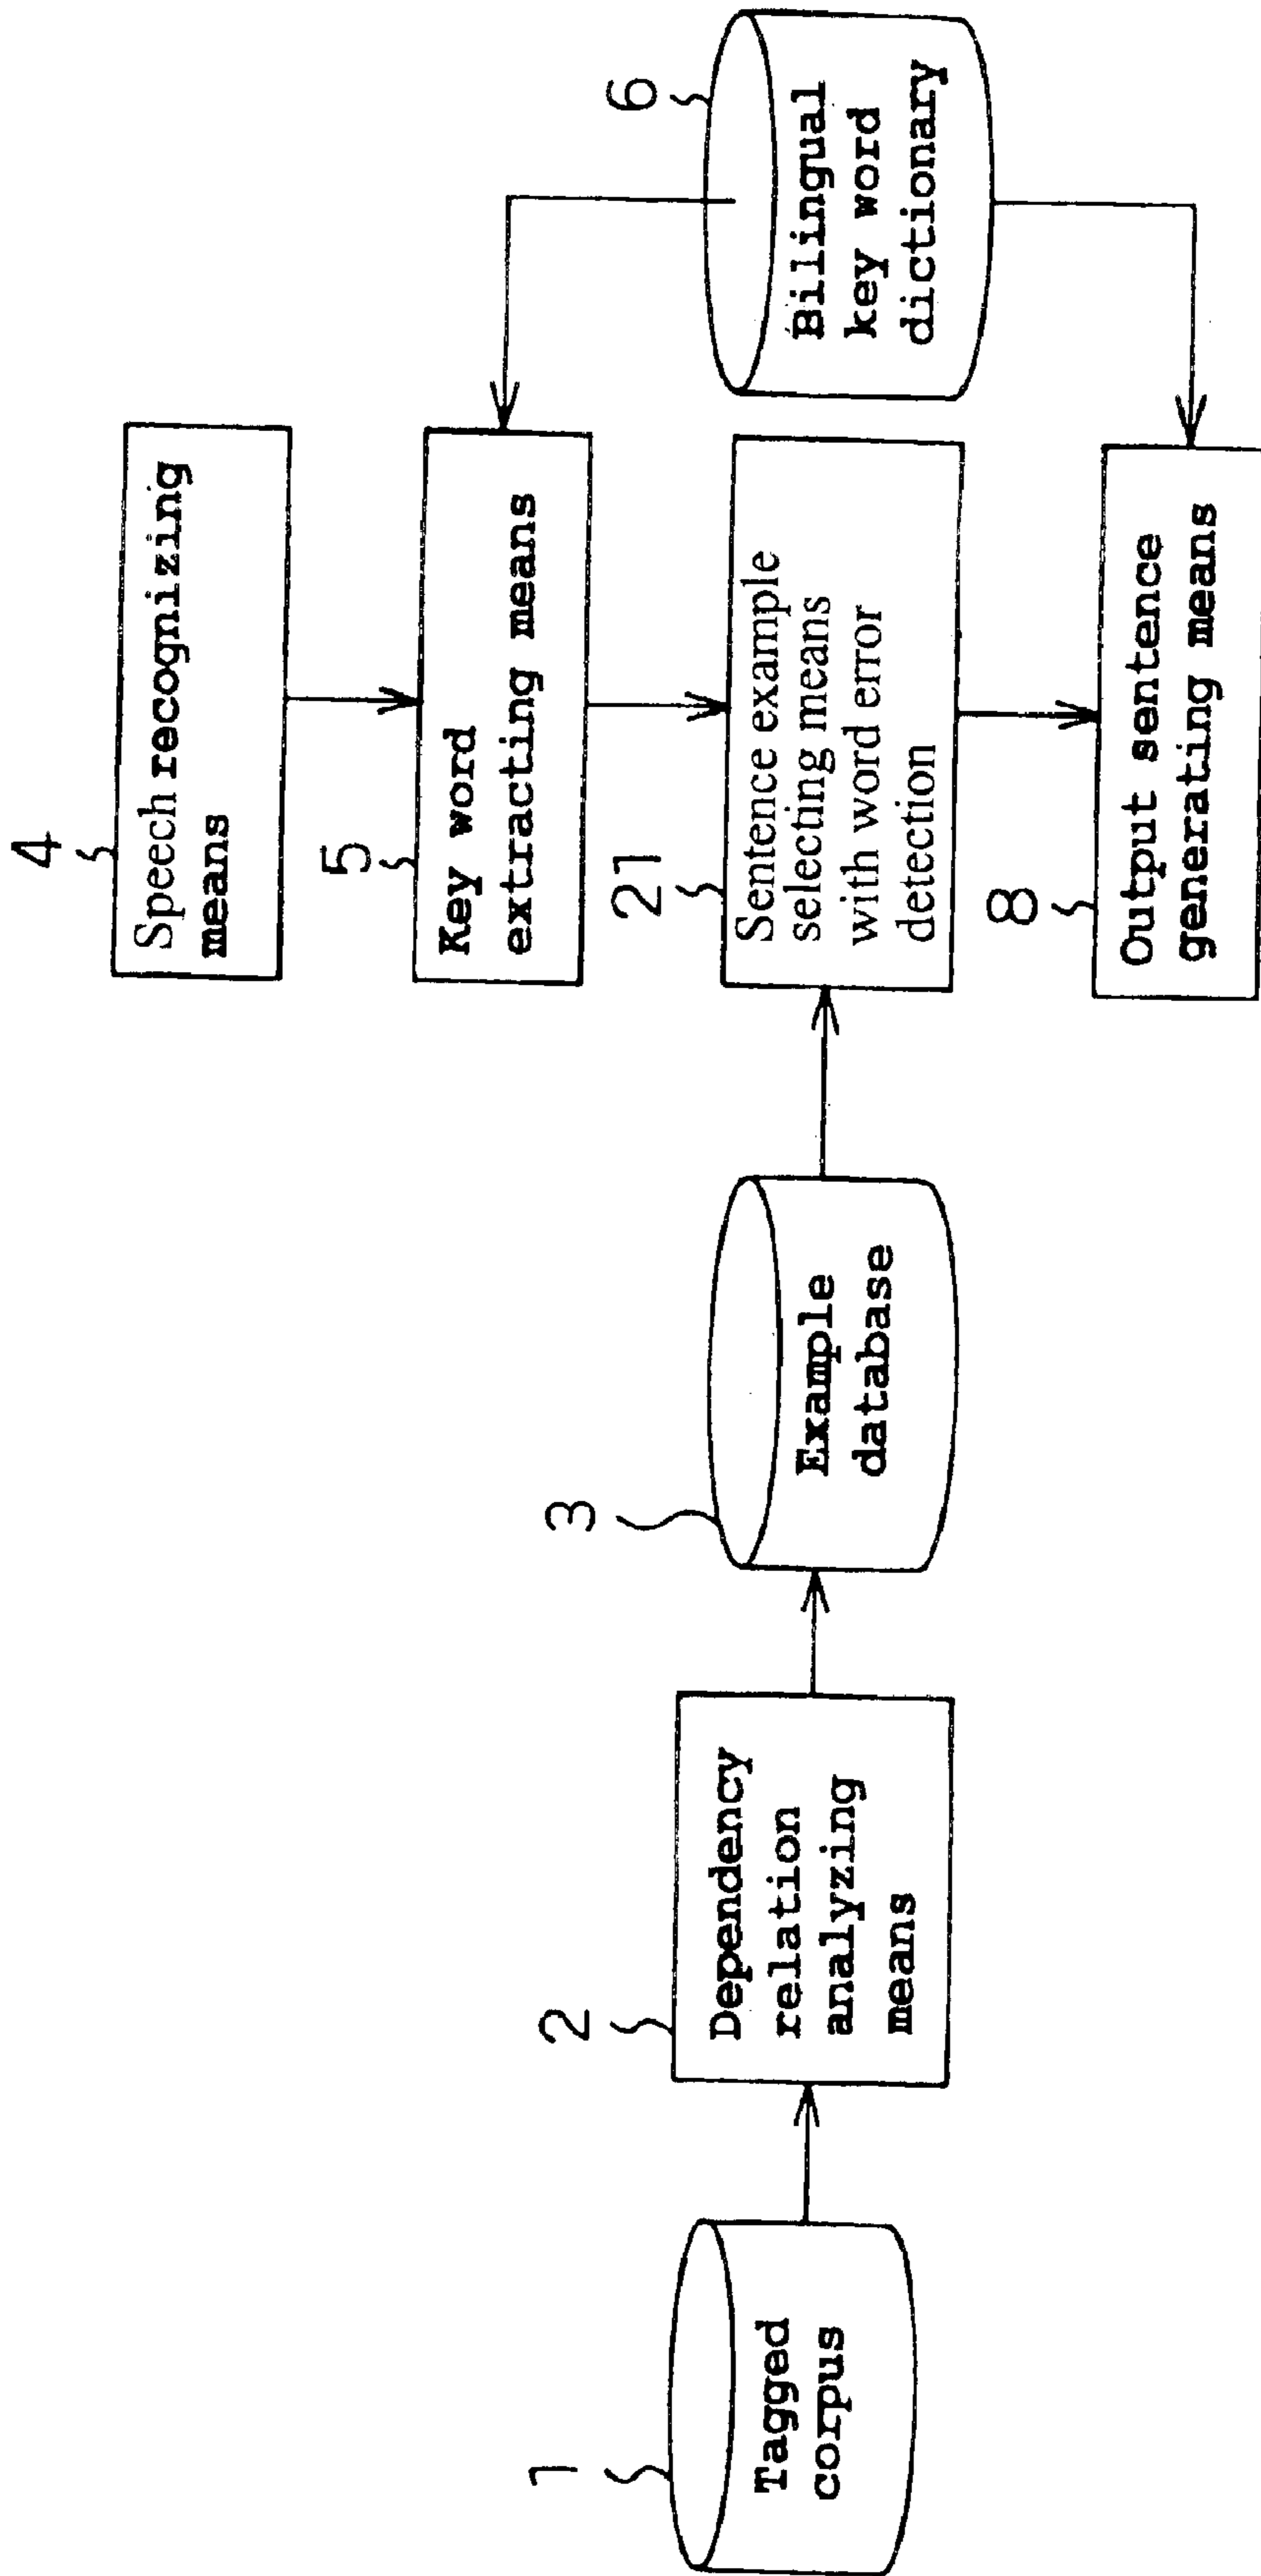 4
Speech recognizing
means
5
Key word
extracting means
6
Bilingual
key word
dictionary
1
Tagged
corpus
2
Dependency
relation
analyzing
means
3
Example
database
21
Sentence example
selecting means
with word error
detection
8
Output sentence
generating means